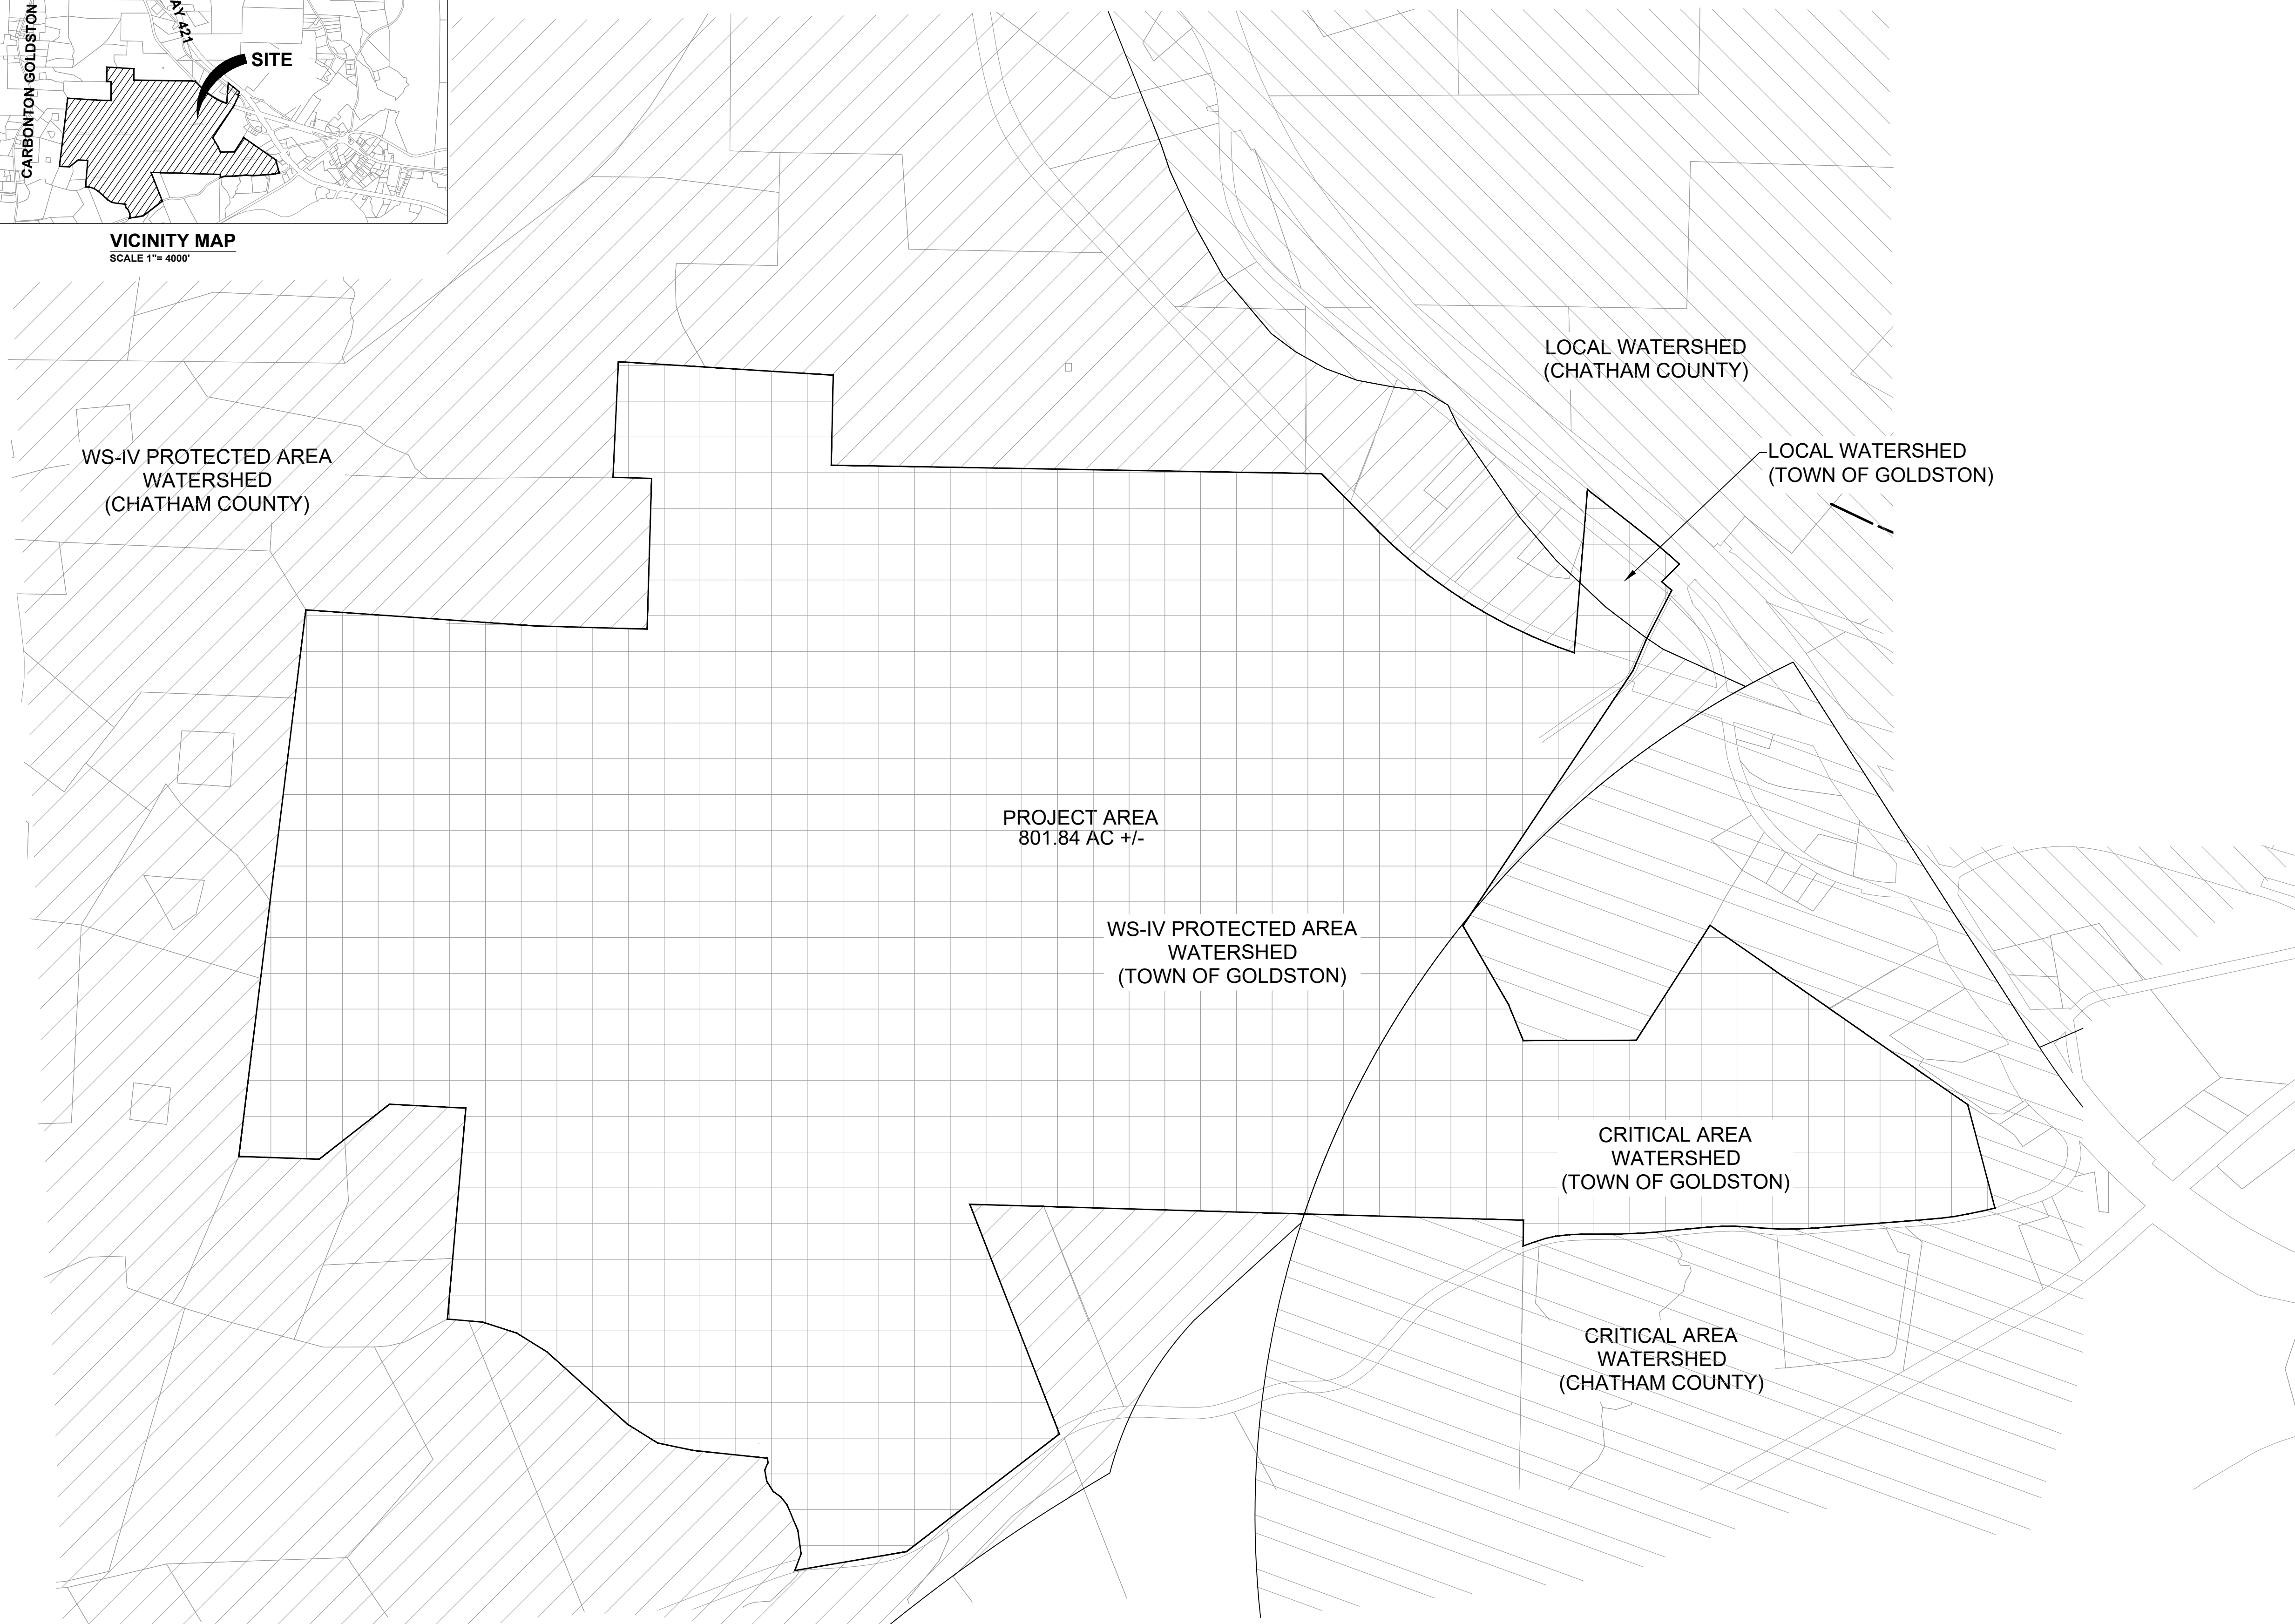 CARBONTON GOLDSTON
AY 421
SITE
VICINITY MAP
SCALE 1"= 4000'
LOCAL WATERSHED
(CHATHAM COUNTY)
LOCAL WATERSHED
(TOWN OF GOLDSTON)
WS-IV PROTECTED AREA
WATERSHED
(CHATHAM COUNTY)
PROJECT AREA
801.84 AC +/-
WS-IV PROTECTED AREA
WATERSHED
(TOWN OF GOLDSTON)
CRITICAL AREA
WATERSHED
(TOWN OF GOLDSTON)
CRITICAL AREA
WATERSHED
(CHATHAM COUNTY)